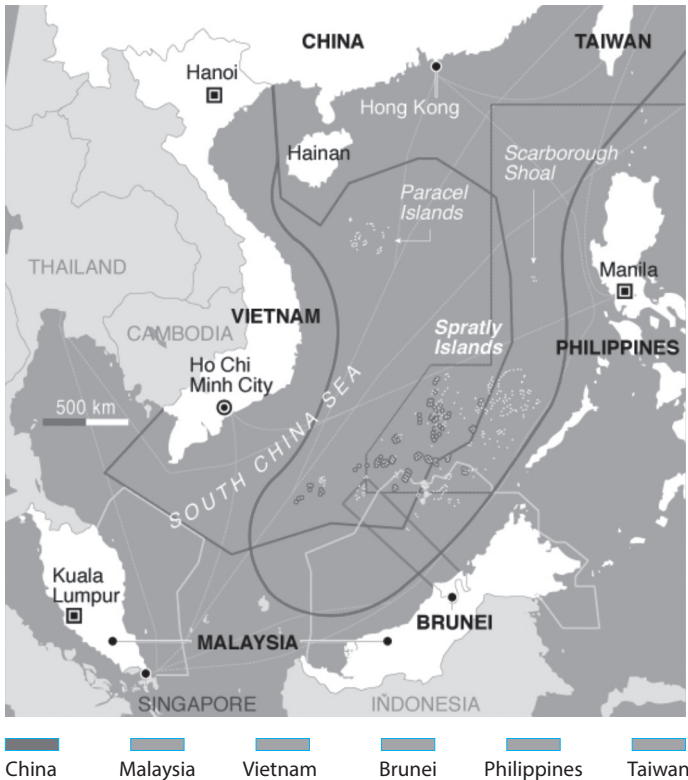 CHINA
TAIWAN
Hanoi
Hong Kong
Hainan
Scarborough
Shoal
Paracel
Islands
THAILAND
Manila
VIETNAM
CAMBODIA
Spratly
Islands
PHILIPPINES
Ho Chi
Minh City
500 km
SOUTH CHINA SEA
Kuala
Lumpur
BRUNEI
MALAYSIA
SINGAPORE
INDONESIA
China Malaysia Vietnam Brunei Philippines Taiwan